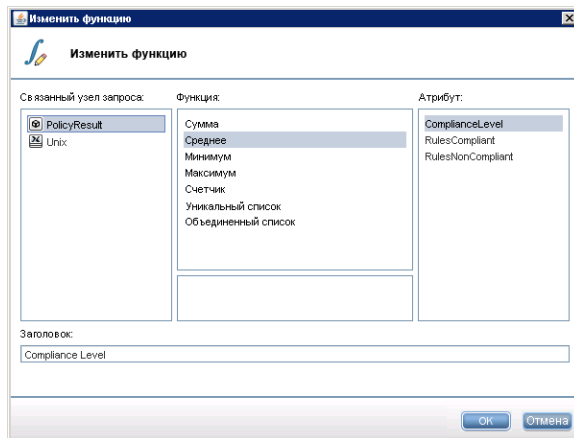 Изменить функцию
Изменить функцию
Связанный узел запроса:
Функция:
Атрибут:
PolicyResult
Unix
Сумма
Среднее
Минимум
Максимум
Счетчик
Уникальный список
Объединенный список
ComplianceLevel
RulesCompliant
RulesNonCompliant
Заголовок:
Compliance Level
OK
Отмена